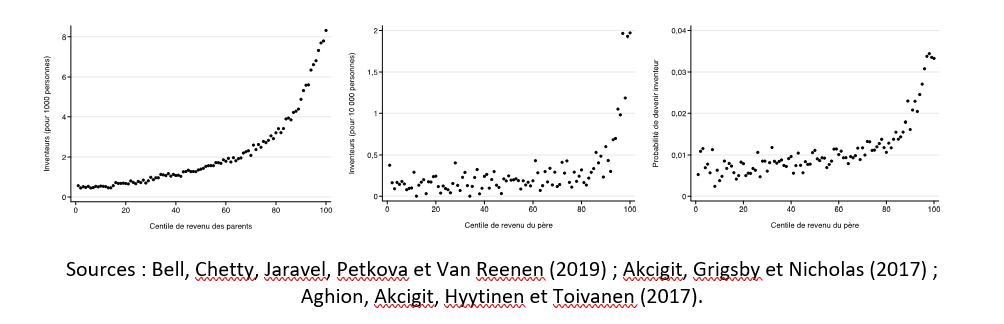 8
6
4
2
0
Inventeurs (pour 1000 personnes)
0 20 40 60 80 100
Centile de revenu des parents
2
1,5
1
0,5
0
Inventeurs (pour 10 000 personnes)
0 20 40 60 80 100
Centile de revenu du père
0,04
0,03
0,02
0,01
0
Probabilité de devenir inventeur
0 20 40 60 80 100
Centile de revenu du père
Sources : Bell, Chetty, Jaravel, Petkova et Van Reenen (2019) ; Akcigit, Grigsby et Nicholas (2017) ;
Aghion, Akcigit, Hyytinen et Toivanen (2017).